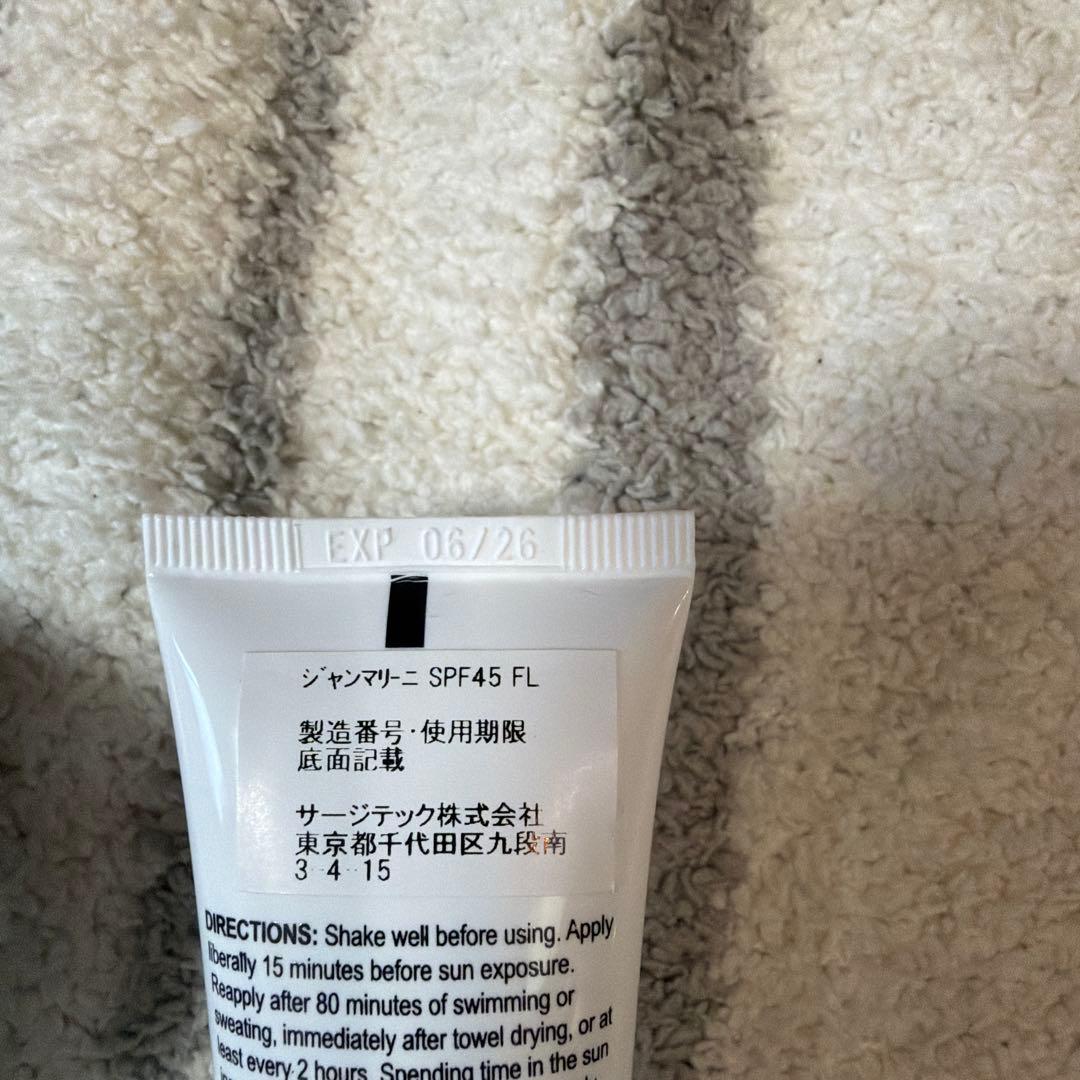 EXP 06/26
ジャンマリーニ SPF45 FL
製造番号・使用期限
底面記載
サージテック株式会社
東京都千代田区九段南
3-4-15
DIRECTIONS: Shake well before using. Apply
liberally 15 minutes before sun exposure.
Reapply after 80 minutes of swimming or
sweating, immediately after towel drying, or at
least every 2 hours. Spending time in the sun